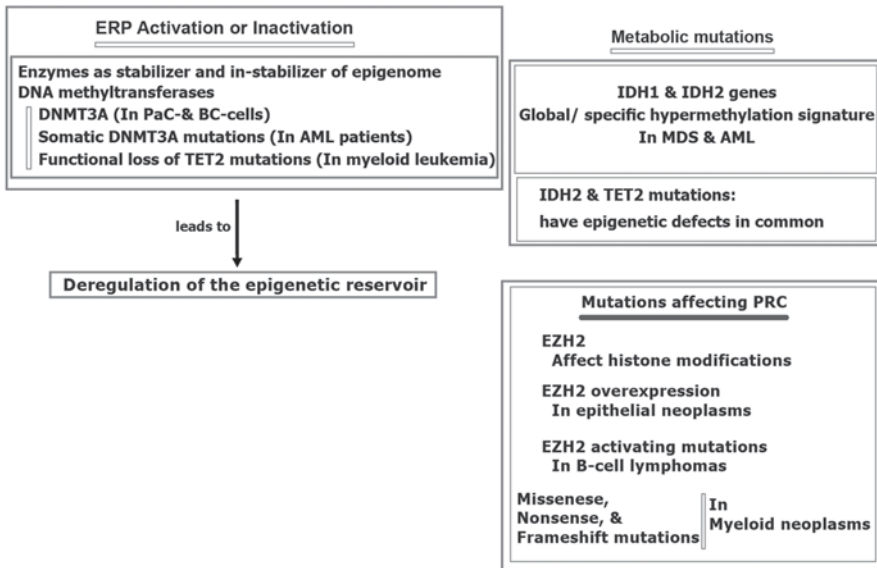 ERP Activation or Inactivation
Enzymes as stabilizer and in-stabilizer of epigenome
DNA methyltransferases
DNMT3A (In PaC-& BC-cells)
Somatic DNMT3A mutations (In AML patients)
Functional loss of TET2 mutations (In myeloid leukemia)
leads to
Deregulation of the epigenetic reservoir
Metabolic mutations
IDH1 & IDH2 genes
Global/ specific hypermethylation signature
In MDS & AML
IDH2 & TET2 mutations:
have epigenetic defects in common
Mutations affecting PRC
EZH2
Affect histone modifications
EZH2 overexpression
In epithelial neoplasms
EZH2 activating mutations
In B-cell lymphomas
Missenese,
Nonsense, &
Frameshift mutations
In
Myeloid neoplasms